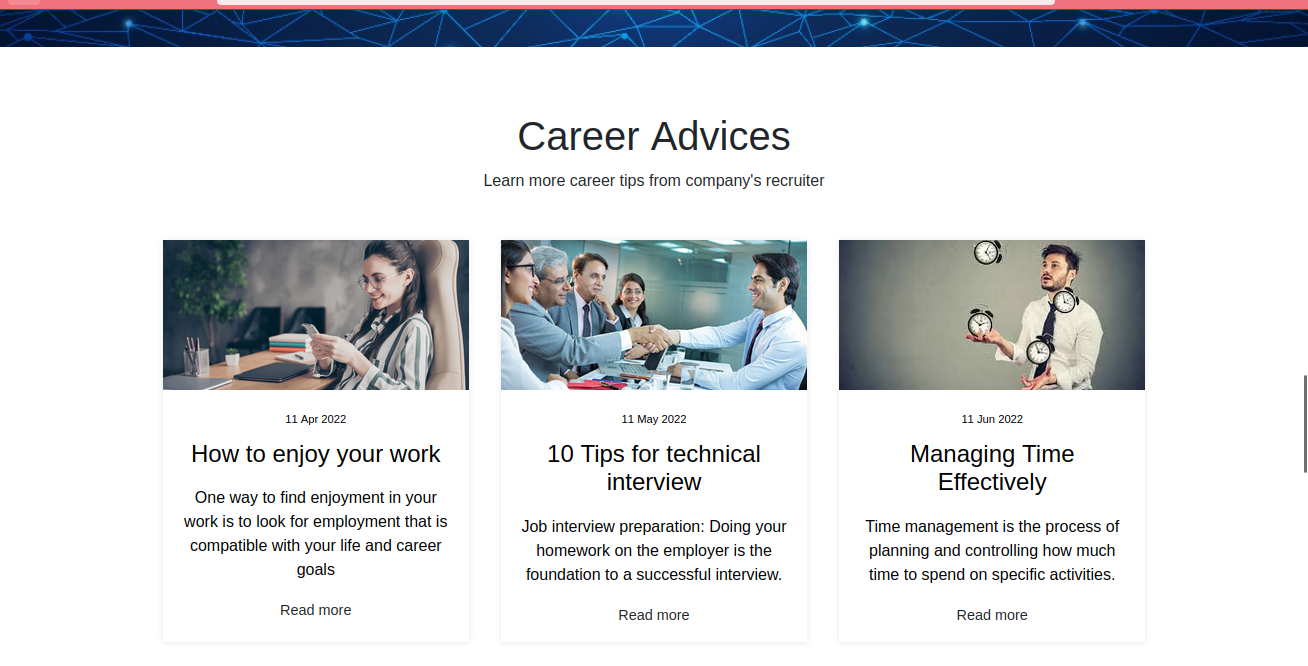 Career Advices
Learn more career tips from company's recruiter
11 Apr 2022
How to enjoy your work
One way to find enjoyment in your
work is to look for employment that is
compatible with your life and career
goals
Read more
11 May 2022
10 Tips for technical
interview
Job interview preparation: Doing your
homework on the employer is the
foundation to a successful interview.
Read more
11 Jun 2022
Managing Time
Effectively
Time management is the process of
planning and controlling how much
time to spend on specific activities.
Read more